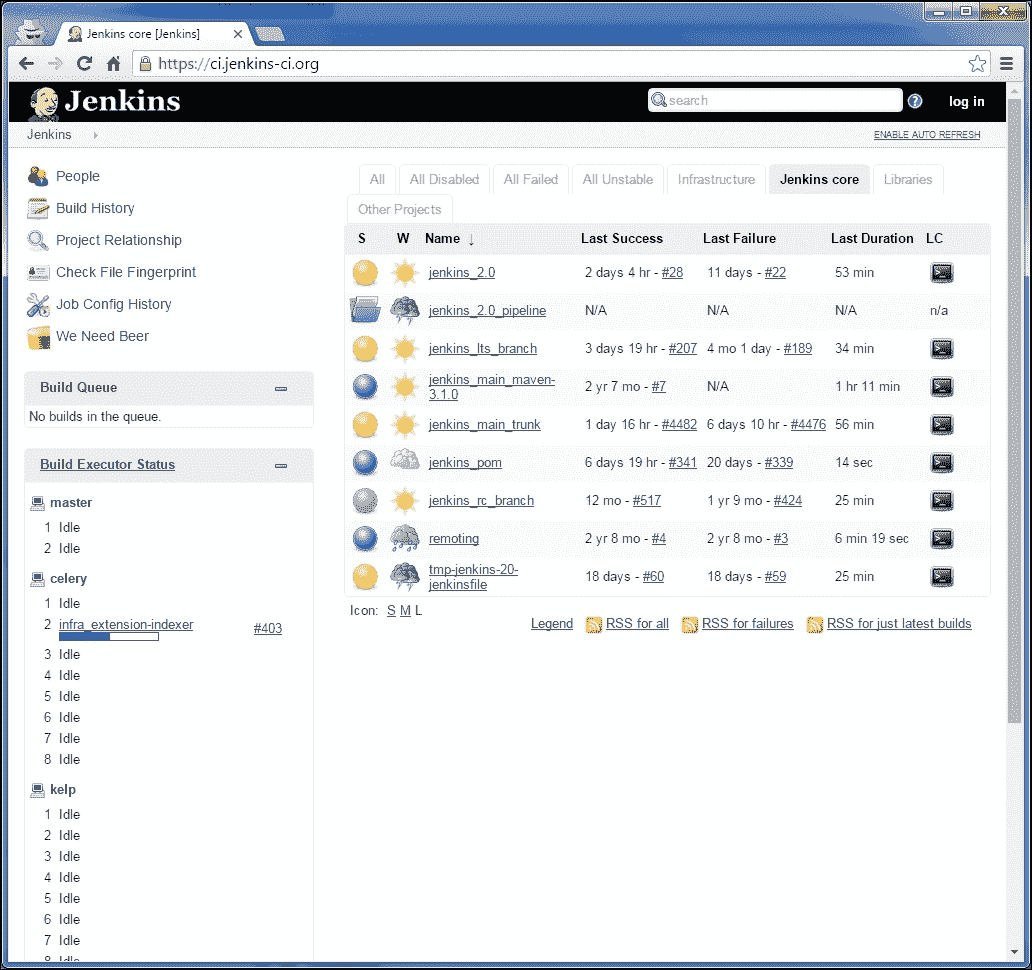 Jenkins core [Jenkins]
https://ci.jenkins-ci.org
Jenkins
search
log in
Jenkins
ENABLE AUTO REFRESH
People
Build History
Project Relationship
Check File Fingerprint
Job Config History
We Need Beer
Build Queue
No builds in the queue.
Build Executor Status
master
1 Idle
2 Idle
celery
1 Idle
2 infra_extension-indexer #403
3 Idle
4 Idle
5 Idle
6 Idle
7 Idle
8 Idle
kelp
1 Idle
2 Idle
3 Idle
4 Idle
5 Idle
6 Idle
7 Idle
8 Idle
All All Disabled All Failed All Unstable Infrastructure Jenkins core Libraries
Other Projects
S W Name ↓ Last Success Last Failure Last Duration LC
jenkins_2.0 2 days 4 hr - #28 11 days - #22 53 min
jenkins_2.0_pipeline N/A N/A N/A n/a
jenkins_lts_branch 3 days 19 hr - #207 4 mo 1 day - #189 34 min
jenkins_main_maven-
3.1.0 2 yr 7 mo - #7 N/A 1 hr 11 min
jenkins_main_trunk 1 day 16 hr - #4482 6 days 10 hr - #4476 56 min
jenkins_pom 6 days 19 hr - #341 20 days - #339 14 sec
jenkins_rc_branch 12 mo - #517 1 yr 9 mo - #424 25 min
remoting 2 yr 8 mo - #4 2 yr 8 mo - #3 6 min 19 sec
tmp-jenkins-20-
jenkinsfile 18 days - #60 18 days - #59 25 min
Icon: S M L
Legend RSS for all RSS for failures RSS for just latest builds